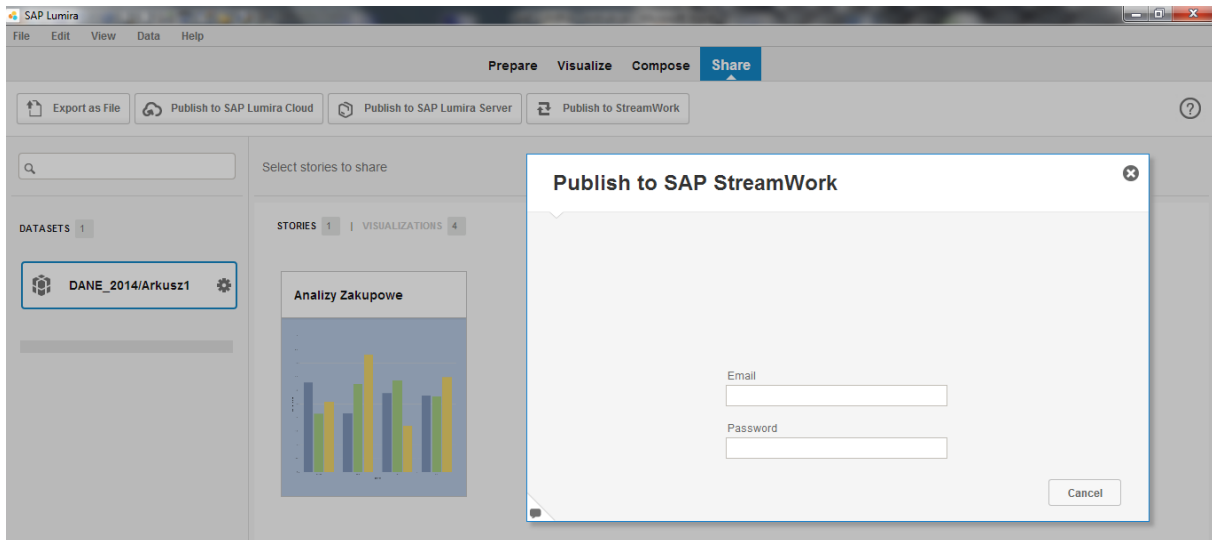 SAP Lumira
File Edit View Data Help
Prepare Visualize Compose Share
Export as File Publish to SAP Lumira Cloud Publish to SAP Lumira Server Publish to StreamWork ?
Select stories to share
Publish to SAP StreamWork
DATASETS 1
STORIES 1 | VISUALIZATIONS 4
DANE_2014/Arkusz1
Analizy Zakupowe
Email
Password
Cancel